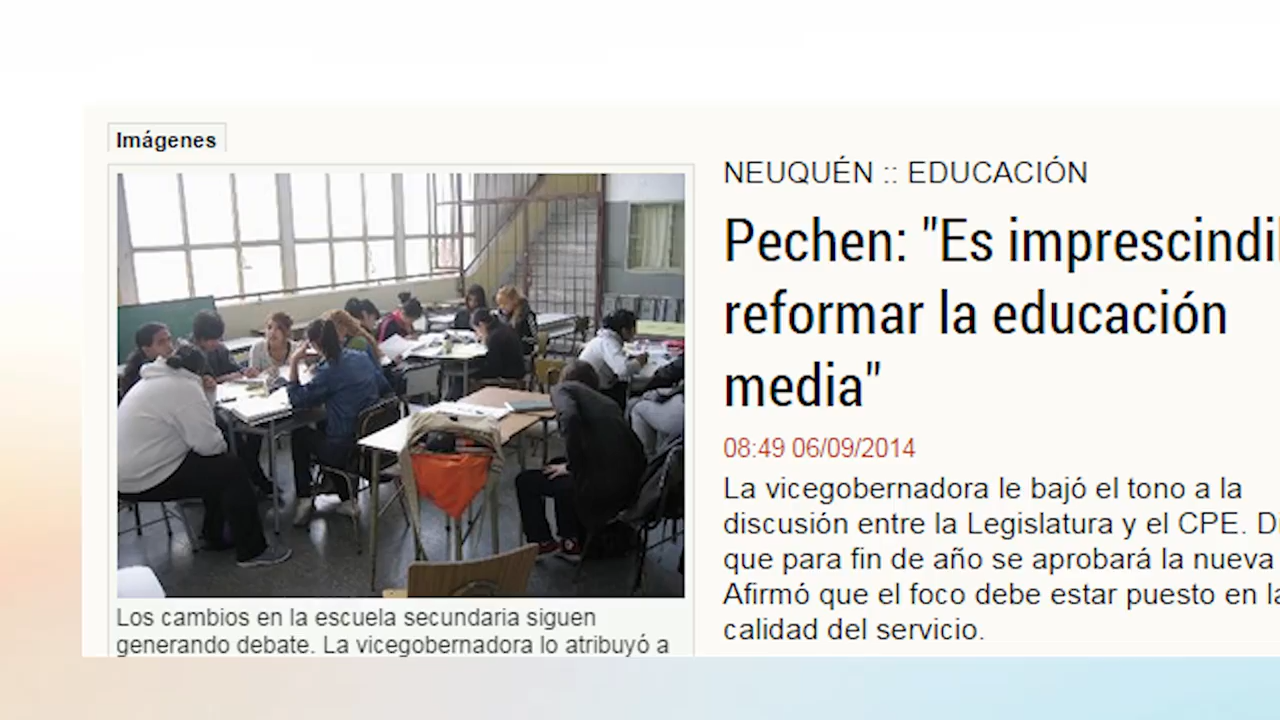 Imágenes
NEUQUÉN :: EDUCACIÓN
Pechen: "Es
reformar la educación
media"
08:49 06/09/2014
La vicegobernadora le bajó el tono a la
discusión entre la Legislatura y el CPE.
que para fin de año se aprobará la nueva
Afirmó que el foco debe estar puesto en
calidad del servicio.
Los cambios en la escuela secundaria siguen
generando debate. La vicegobernadora lo atribuyó a